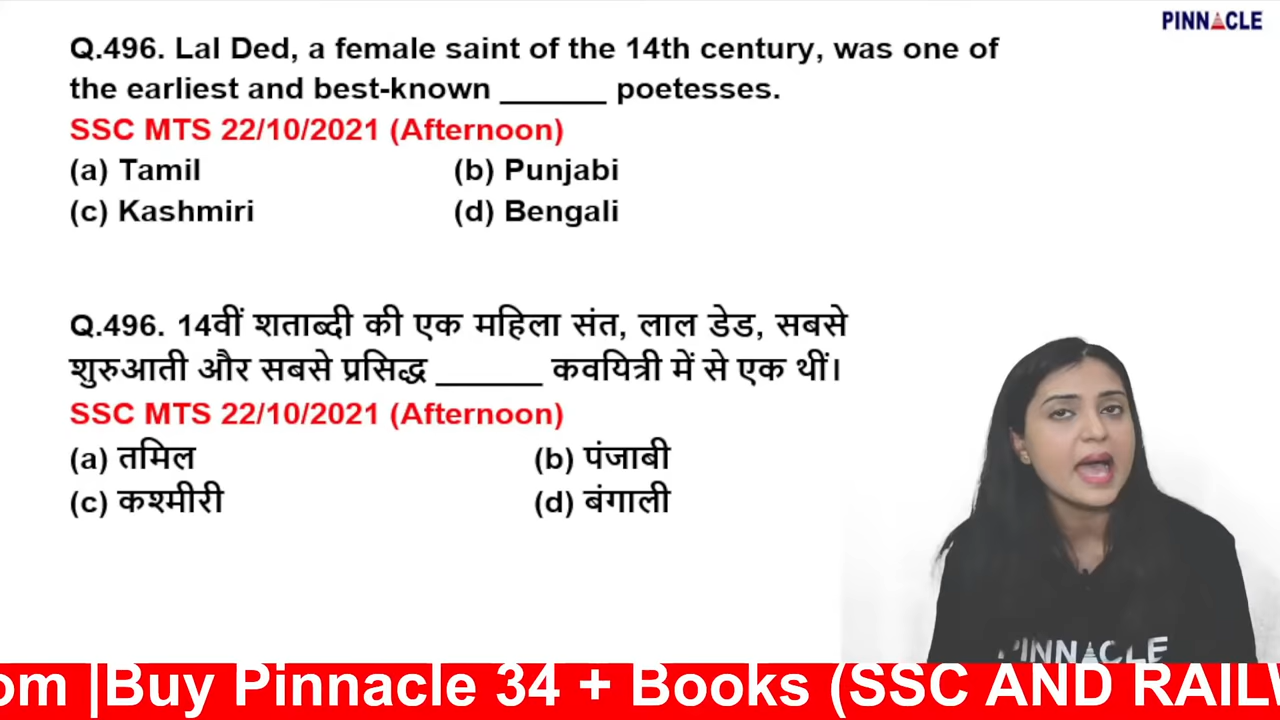 PINNACLE
Q.496. Lal Ded, a female saint of the 14th century, was one of
the earliest and best-known ______ poetesses.
SSC MTS 22/10/2021 (Afternoon)
(a) Tamil (b) Punjabi
(c) Kashmiri (d) Bengali
Q.496. 14वीं शताब्दी की एक महिला संत, लाल डेड, सबसे
शुरुआती और सबसे प्रसिद्ध ______ कवयित्री में से एक थीं।
SSC MTS 22/10/2021 (Afternoon)
(a) तमिल (b) पंजाबी
(c) कश्मीरी (d) बंगाली
PINNACLE
om |Buy Pinnacle 34 + Books (SSC AND RAILW